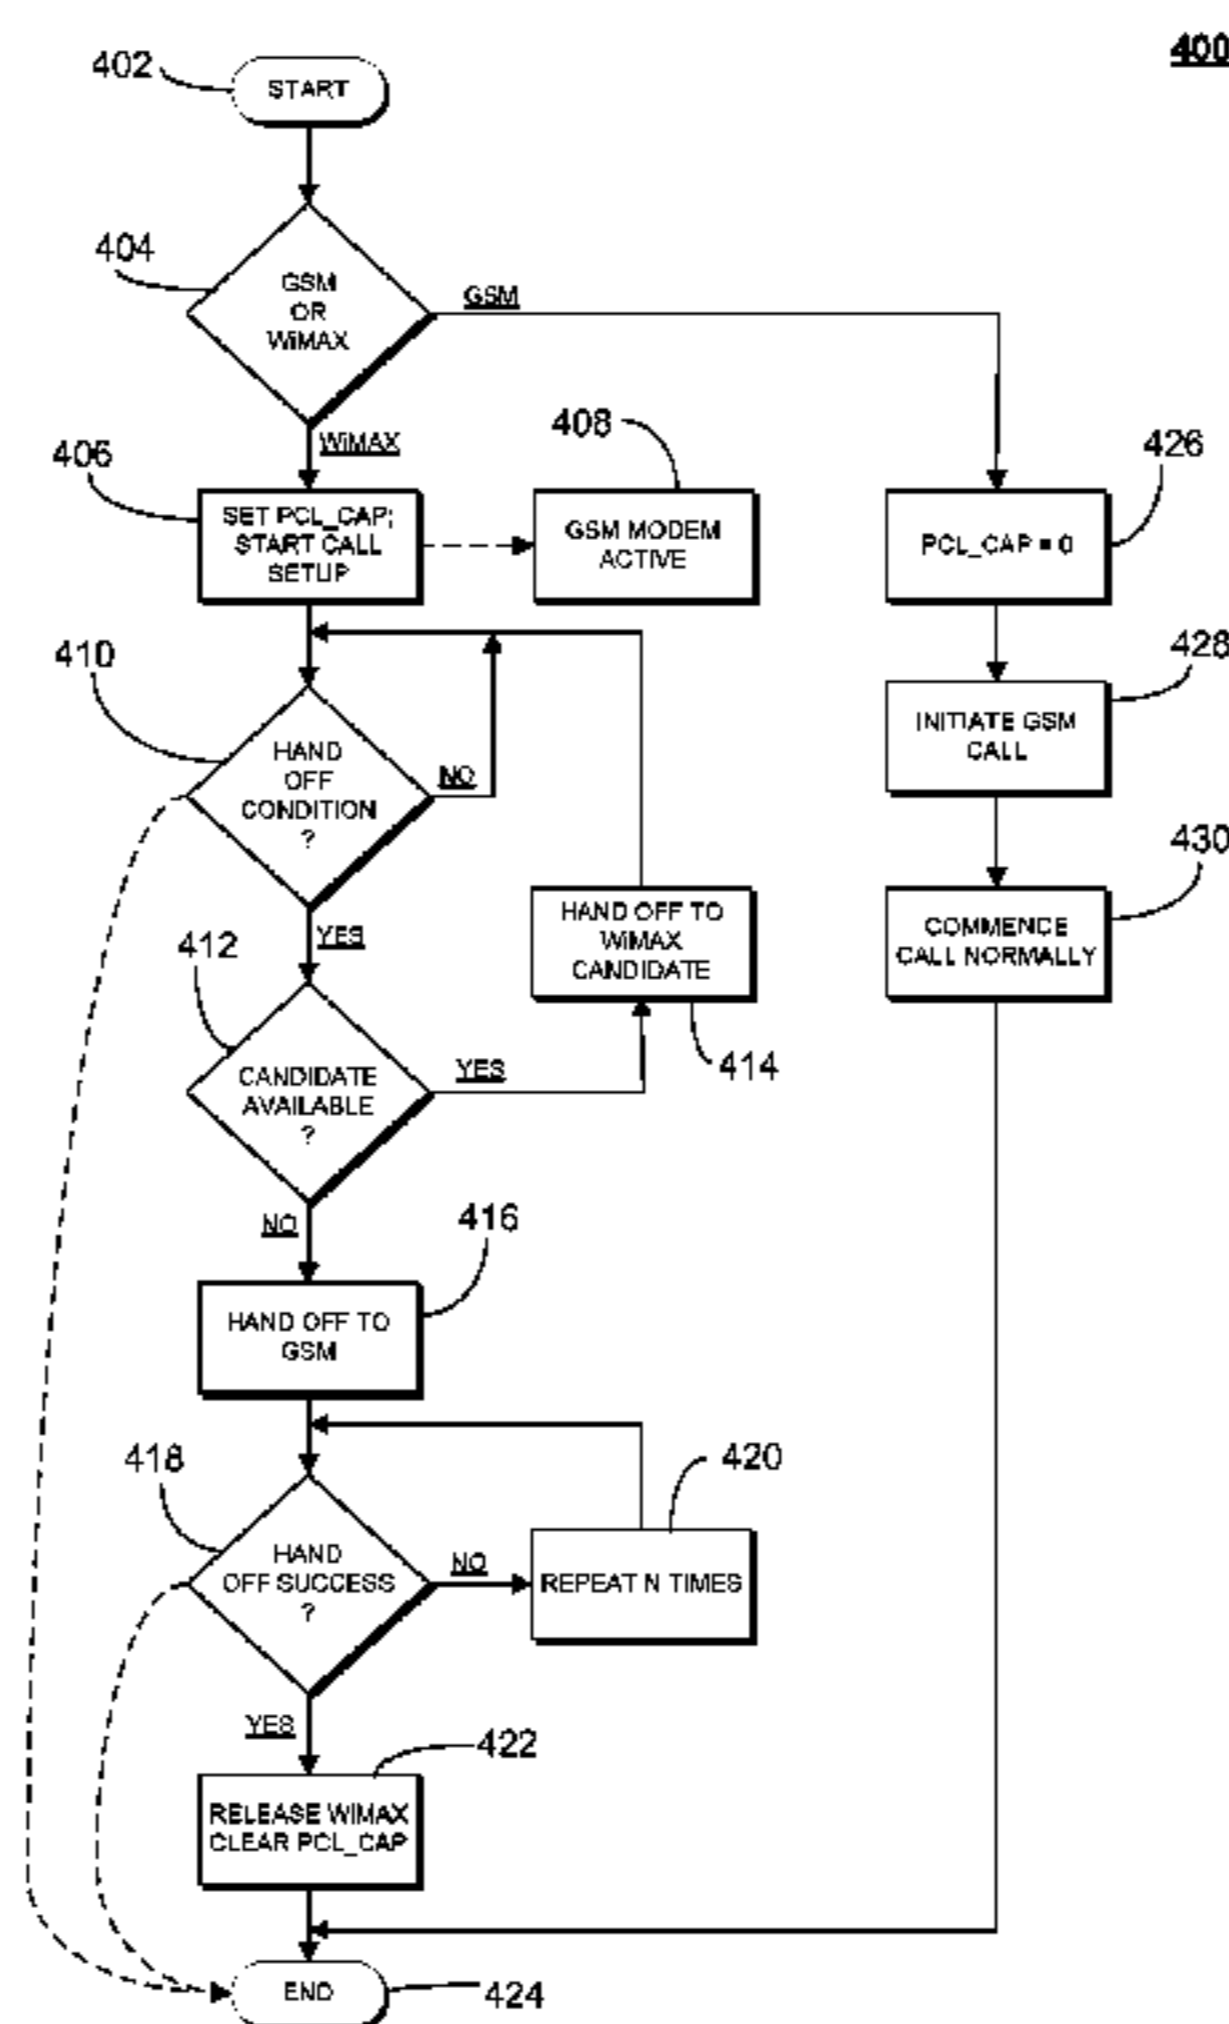 400
402
START
404
GSM
OR
WiMAX
GSM
WiMAX
406
SET PCL_CAP;
START CALL
SETUP
408
GSM MODEM
ACTIVE
426
PCL_CAP = 0
410
HAND
OFF
CONDITION
?
NO
YES
428
INITIATE GSM
CALL
412
CANDIDATE
AVAILABLE
?
YES
NO
HAND OFF TO
WiMAX
CANDIDATE
414
430
COMMENCE
CALL NORMALLY
416
HAND OFF TO
GSM
418
HAND
OFF SUCCESS
?
NO
YES
420
REPEAT N TIMES
422
RELEASE WIMAX
CLEAR PCL_CAP
END
424